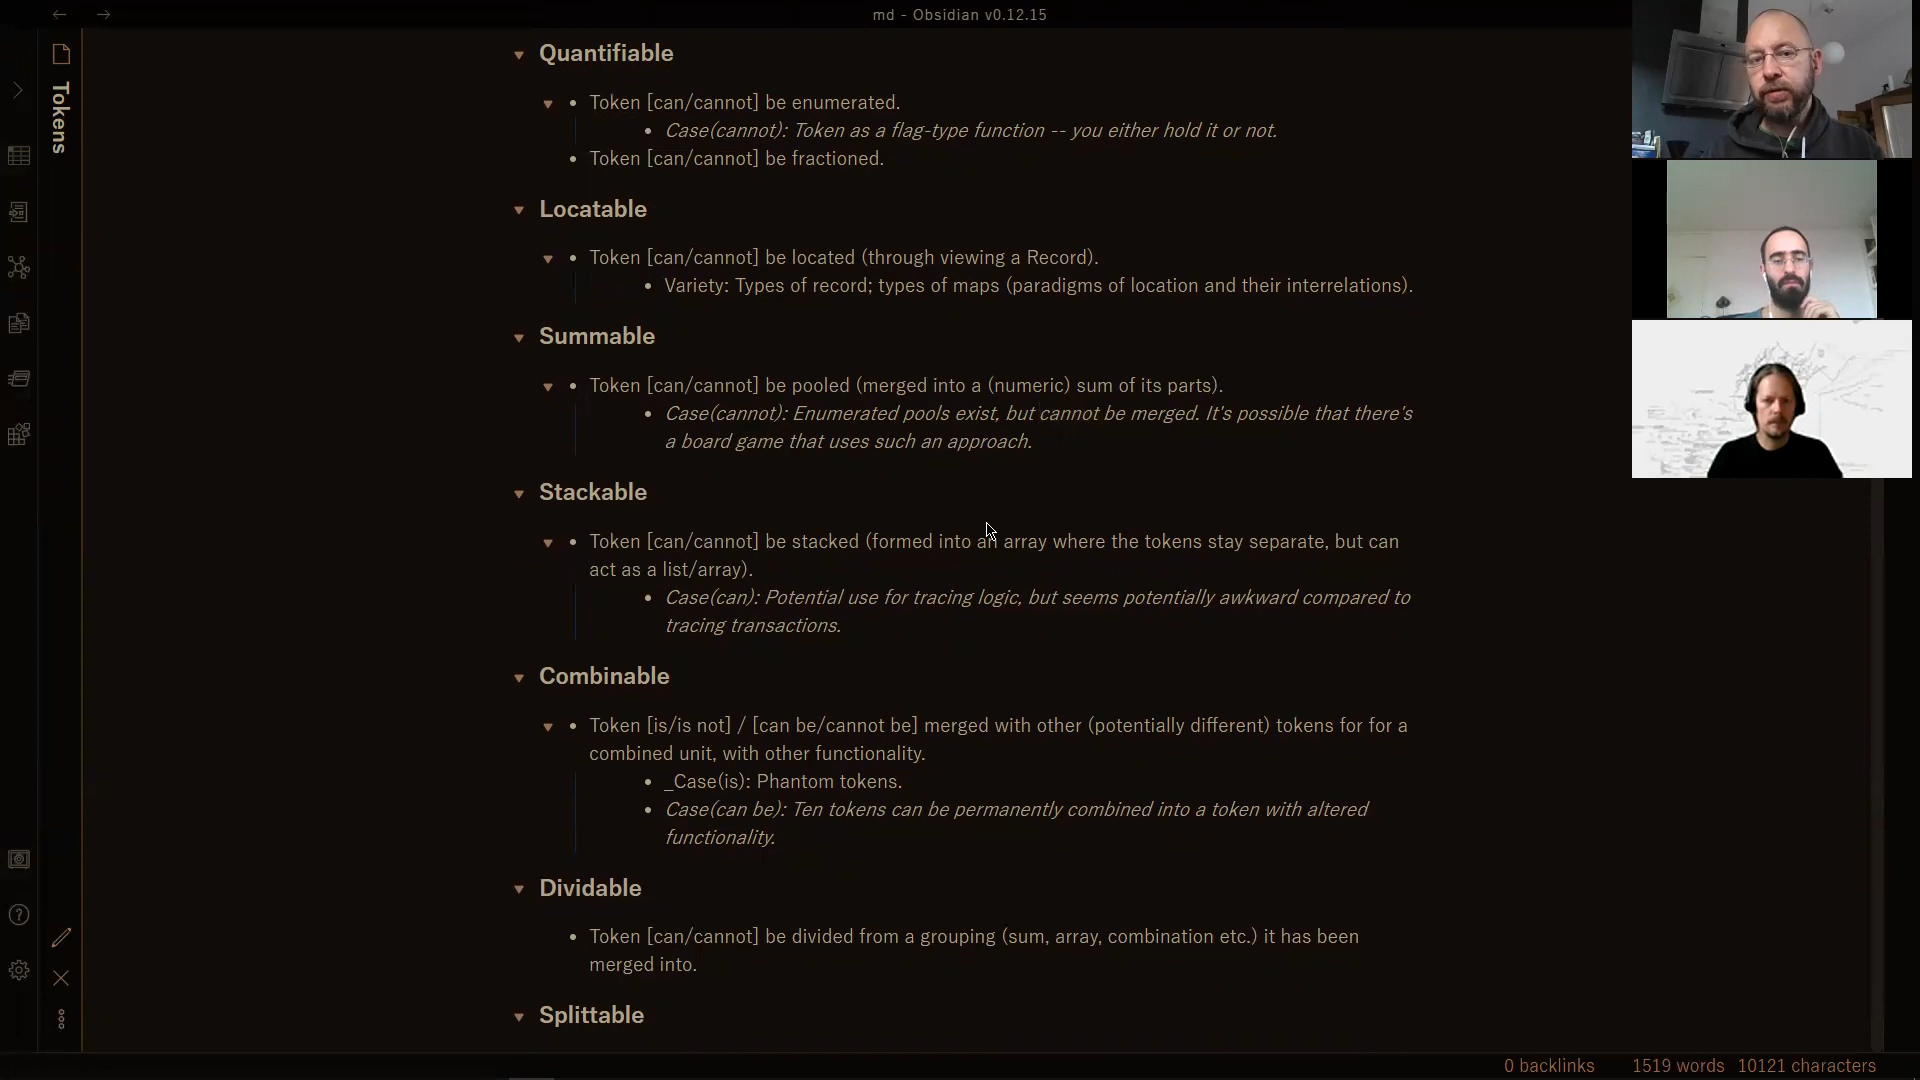 md - Obsidian v0.12.15
Tokens
Quantifiable
Token [can/cannot] be enumerated.
Case(cannot): Token as a flag-type function -- you either hold it or not.
Token [can/cannot] be fractioned.
Locatable
Token [can/cannot] be located (through viewing a Record).
Variety: Types of record; types of maps (paradigms of location and their interrelations).
Summable
Token [can/cannot] be pooled (merged into a (numeric) sum of its parts).
Case(cannot): Enumerated pools exist, but cannot be merged. It's possible that there's
a board game that uses such an approach.
Stackable
Token [can/cannot] be stacked (formed into an array where the tokens stay separate, but can
act as a list/array).
Case(can): Potential use for tracing logic, but seems potentially awkward compared to
tracing transactions.
Combinable
Token [is/is not] / [can be/cannot be] merged with other (potentially different) tokens for for a
combined unit, with other functionality.
_Case(is): Phantom tokens.
Case(can be): Ten tokens can be permanently combined into a token with altered
functionality.
Dividable
Token [can/cannot] be divided from a grouping (sum, array, combination etc.) it has been
merged into.
Splittable
0 backlinks 1519 words 10121 characters